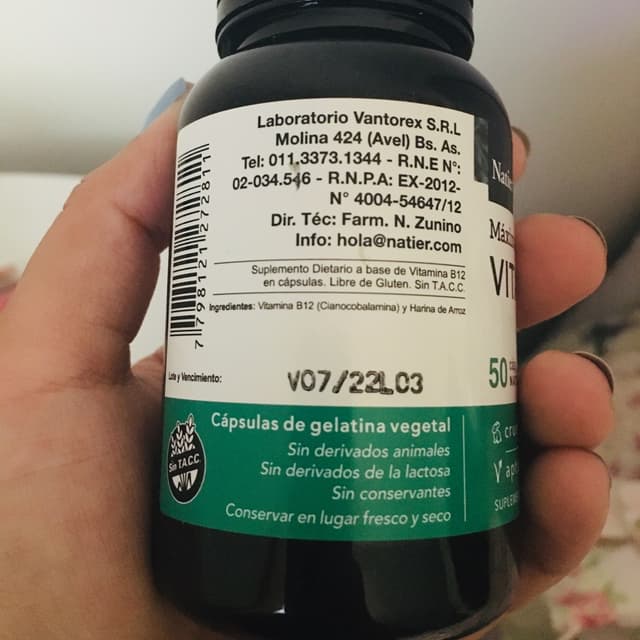 Laboratorio Vantorex S.R.L
Molina 424 (Avel) Bs. As.
Tel: 011.3373.1344 - R.N.E N°:
02-034.546 - R.N.P.A: EX-2012-
N° 4004-54647/12
Dir. Téc: Farm. N. Zunino
Info: hola@natier.com
Suplemento Dietario a base de Vitamina B12
en cápsulas. Libre de Gluten. Sin T.A.C.C.
Ingredientes: Vitamina B12 (Cianocobalamina) y Harina de Arroz
7 798121 272811
Lote y Vencimiento:
V07/22L03
Cápsulas de gelatina vegetal
Sin derivados animales
Sin derivados de la lactosa
Sin conservantes
Conservar en lugar fresco y seco
Sin T.A.C.C.
50